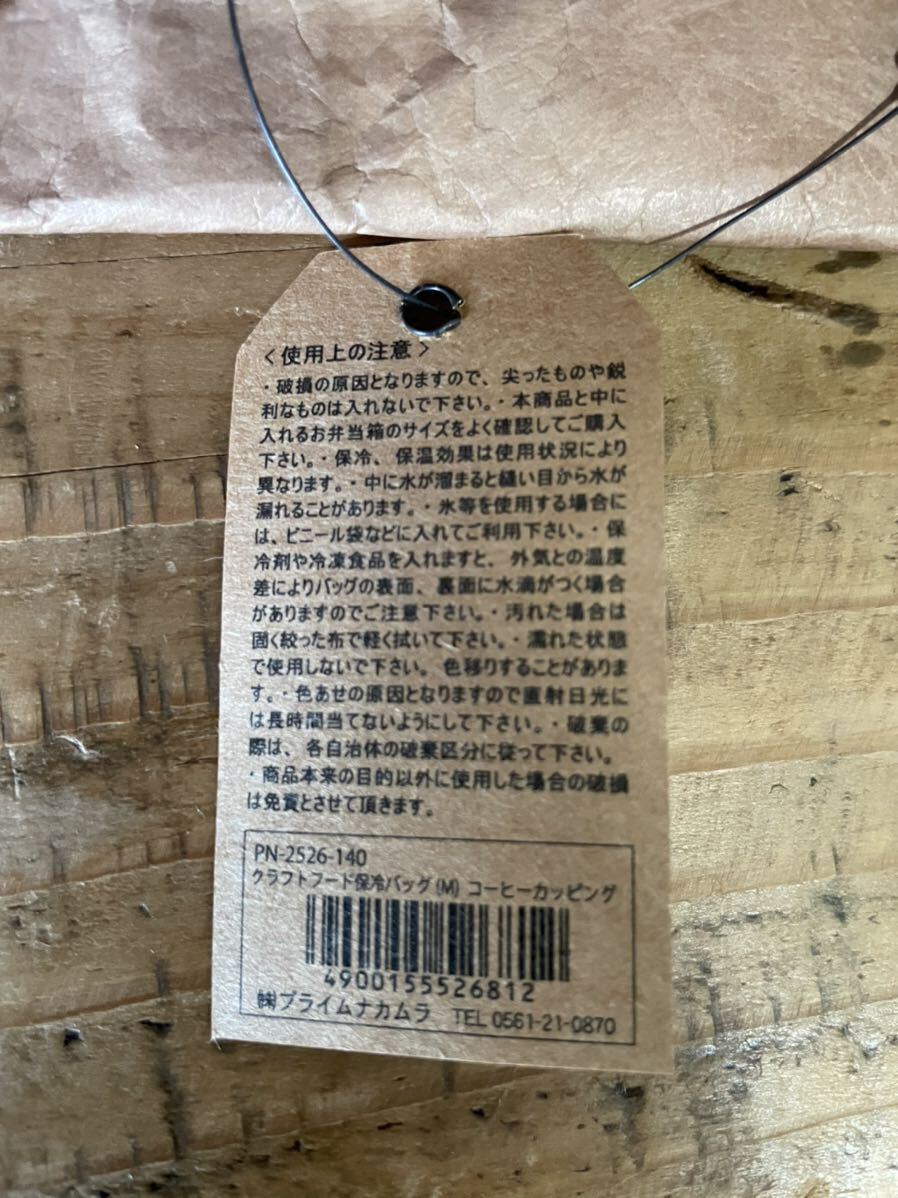 ＜使用上の注意＞
・破損の原因となりますので、尖ったものや鋭
利なものは入れないで下さい。・本商品と中に
入れるお弁当箱のサイズをよく確認してご購入
下さい。・保冷、保温効果は使用状況により
異なります。・中に水が溜まると縫い目から水が
漏れることがあります。・氷等を使用する場合に
は、ビニール袋などに入れてご利用下さい。・保
冷剤や冷凍食品を入れますと、外気との温度
差によりバッグの表面、裏面に水滴がつく場合
がありますのでご注意下さい。・汚れた場合は
固く絞った布で軽く拭いて下さい。・濡れた状態
で使用しないで下さい。色移りすることがありま
す。・色あせの原因となりますので直射日光に
は長時間当てないようにして下さい。・破棄の
際は、各自治体の破棄区分に従って下さい。
・商品本来の目的以外に使用した場合の破損
は免責とさせて頂きます。
PN-2526-140
クラフトフード保冷バッグ(M) コーヒーカッピング
4900155526812
㈱プライムナカムラ TEL 0561-21-0870